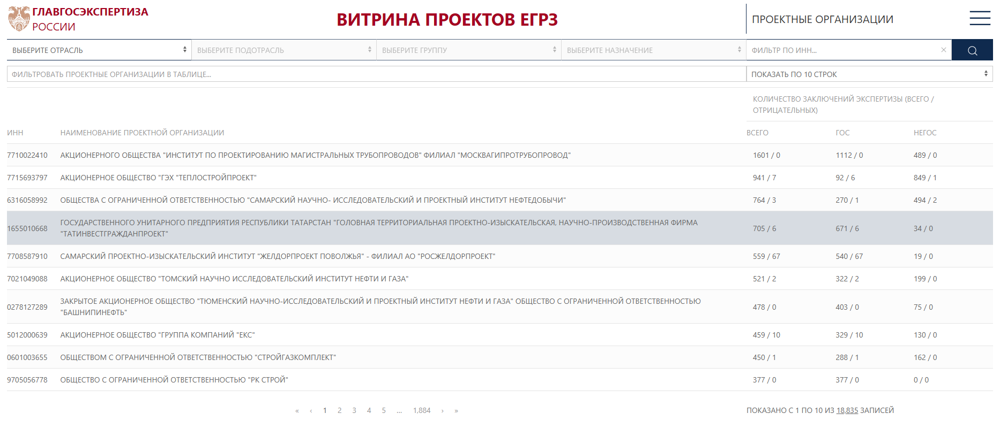 ГЛАВГОСЭКСПЕРТИЗА
РОССИИ
ВИТРИНА ПРОЕКТОВ ЕГРЗ
ПРОЕКТНЫЕ ОРГАНИЗАЦИИ
ВЫБЕРИТЕ ОТРАСЛЬ
ВЫБЕРИТЕ ПОДОТРАСЛЬ
ВЫБЕРИТЕ ГРУППУ
ВЫБЕРИТЕ НАЗНАЧЕНИЕ
ФИЛЬТР ПО ИНН...
ФИЛЬТРОВАТЬ ПРОЕКТНЫЕ ОРГАНИЗАЦИИ В ТАБЛИЦЕ...
ПОКАЗАТЬ ПО 10 СТРОК
КОЛИЧЕСТВО ЗАКЛЮЧЕНИЙ ЭКСПЕРТИЗЫ (ВСЕГО /
ОТРИЦАТЕЛЬНЫХ)
ИНН НАИМЕНОВАНИЕ ПРОЕКТНОЙ ОРГАНИЗАЦИИ ВСЕГО ГОС НЕГОС
7710022410 АКЦИОНЕРНОГО ОБЩЕСТВА "ИНСТИТУТ ПО ПРОЕКТИРОВАНИЮ МАГИСТРАЛЬНЫХ ТРУБОПРОВОДОВ" ФИЛИАЛ "МОСКВАГИПРОТРУБОПРОВОД" 1601 / 0 1112 / 0 489 / 0
7715693797 АКЦИОНЕРНОЕ ОБЩЕСТВО "ГЭХ "ТЕПЛОСТРОЙПРОЕКТ" 941 / 7 92 / 6 849 / 1
6316058992 ОБЩЕСТВА С ОГРАНИЧЕННОЙ ОТВЕТСТВЕННОСТЬЮ "САМАРСКИЙ НАУЧНО- ИССЛЕДОВАТЕЛЬСКИЙ И ПРОЕКТНЫЙ ИНСТИТУТ НЕФТЕДОБЫЧИ" 764 / 3 270 / 1 494 / 2
1655010668 ГОСУДАРСТВЕННОГО УНИТАРНОГО ПРЕДПРИЯТИЯ РЕСПУБЛИКИ ТАТАРСТАН "ГОЛОВНАЯ ТЕРРИТОРИАЛЬНАЯ ПРОЕКТНО-ИЗЫСКАТЕЛЬСКАЯ, НАУЧНО-ПРОИЗВОДСТВЕННАЯ ФИРМА
"ТАТИНВЕСТГРАЖДАНПРОЕКТ" 705 / 6 671 / 6 34 / 0
7708587910 САМАРСКИЙ ПРОЕКТНО-ИЗЫСКАТЕЛЬСКИЙ ИНСТИТУТ "ЖЕЛДОРПРОЕКТ ПОВОЛЖЬЯ" - ФИЛИАЛ АО "РОСЖЕЛДОРПРОЕКТ" 559 / 67 540 / 67 19 / 0
7021049088 АКЦИОНЕРНОЕ ОБЩЕСТВО "ТОМСКИЙ НАУЧНО ИССЛЕДОВАТЕЛЬСКИЙ ИНСТИТУТ НЕФТИ И ГАЗА" 521 / 2 322 / 2 199 / 0
0278127289 ЗАКРЫТОЕ АКЦИОНЕРНОЕ ОБЩЕСТВО "ТЮМЕНСКИЙ НАУЧНО-ИССЛЕДОВАТЕЛЬСКИЙ И ПРОЕКТНЫЙ ИНСТИТУТ НЕФТИ И ГАЗА" ОБЩЕСТВО С ОГРАНИЧЕННОЙ ОТВЕТСТВЕННОСТЬЮ
"БАШНИПИНЕФТЬ" 478 / 0 403 / 0 75 / 0
5012000639 АКЦИОНЕРНОЕ ОБЩЕСТВО "ГРУППА КОМПАНИЙ "ЕКС" 459 / 10 329 / 10 130 / 0
0601003655 ОБЩЕСТВОМ С ОГРАНИЧЕННОЙ ОТВЕТСТВЕННОСТЬЮ "СТРОЙГАЗКОМПЛЕКТ" 450 / 1 288 / 1 162 / 0
9705056778 ОБЩЕСТВО С ОГРАНИЧЕННОЙ ОТВЕТСТВЕННОСТЬЮ "РК СТРОЙ" 377 / 0 377 / 0 0 / 0
« ‹ 1 2 3 4 5 ... 1,884 › »
ПОКАЗАНО С 1 ПО 10 ИЗ 18,835 ЗАПИСЕЙ